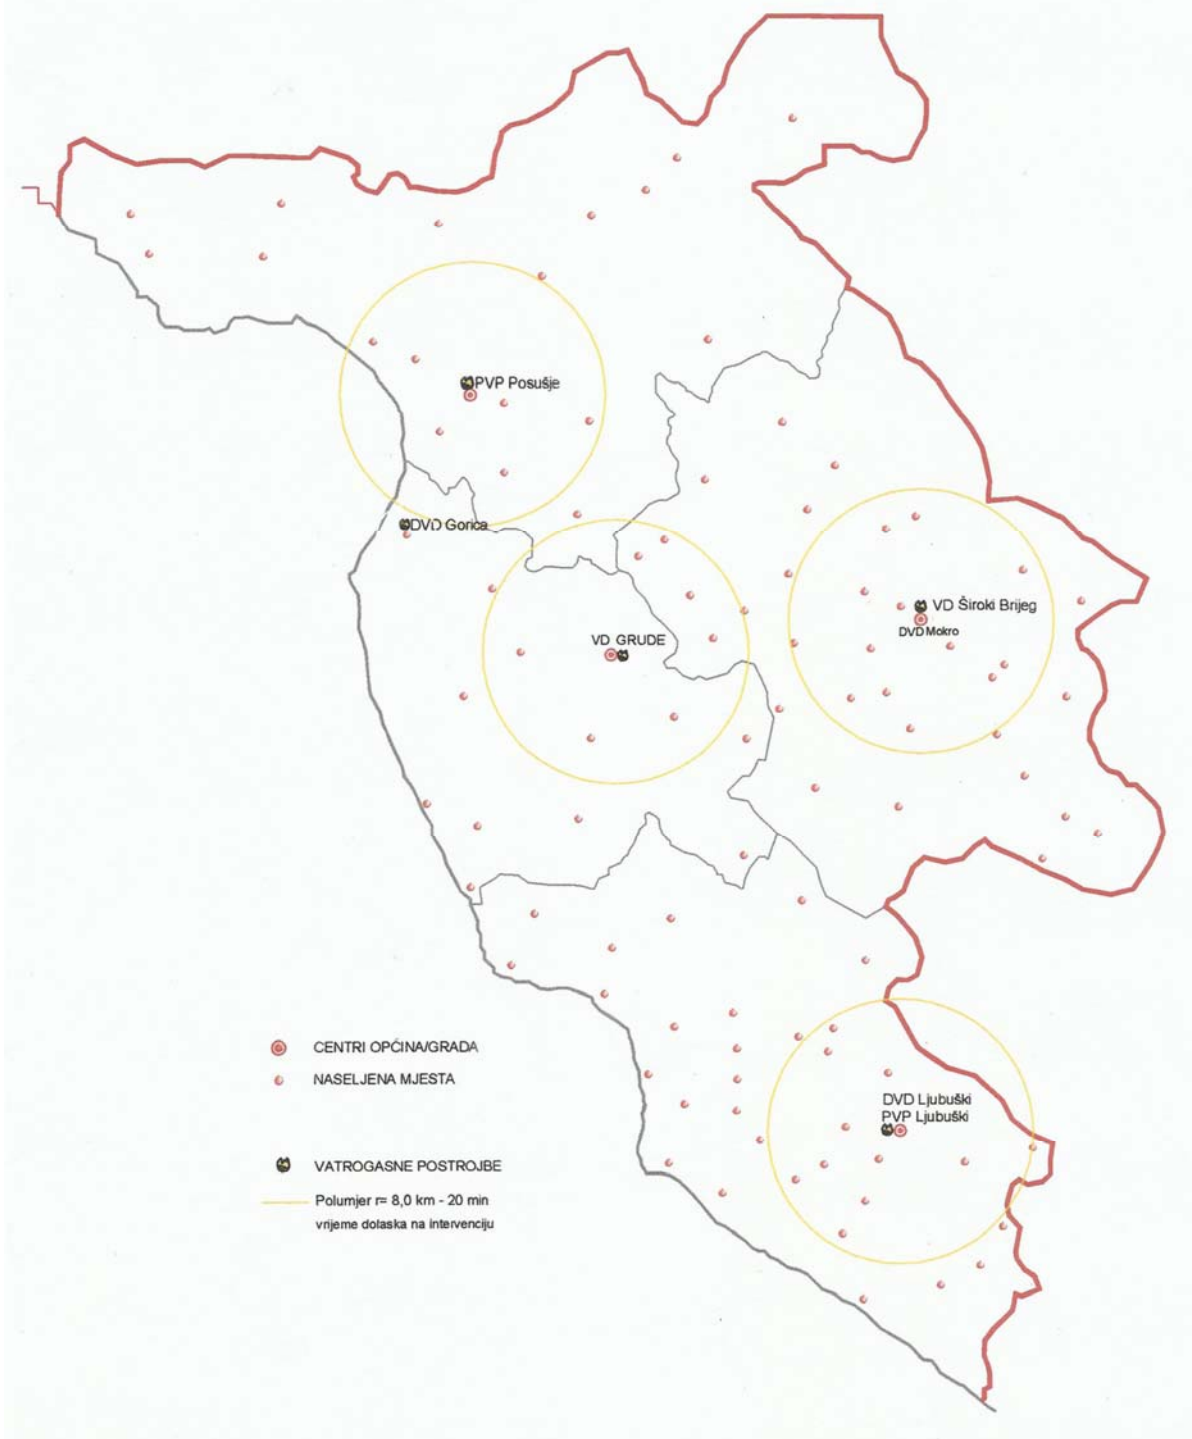 PVP Posušje
DVD Gorica
VD Široki Brijeg
DVD Mokro
VD GRUDE
CENTRI OPĆINA/GRADA
NASELJENA MJESTA
DVD Ljubuški
PVP Ljubuški
VATROGASNE POSTROJBE
Polumjer r= 8,0 km - 20 min
vrijeme dolaska na intervenciju